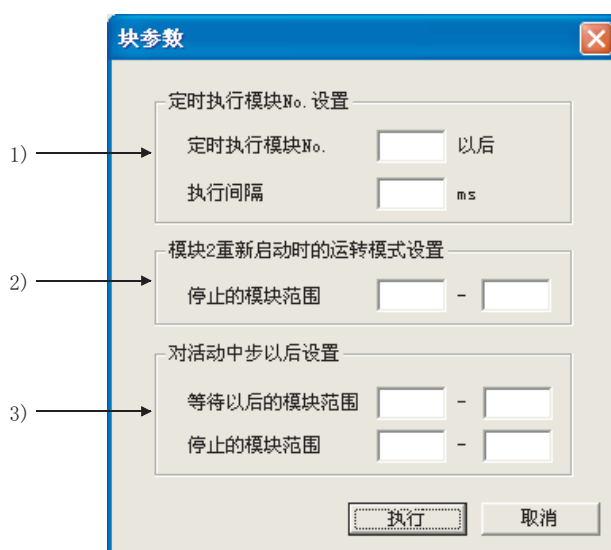 块参数
定时执行模块No.设置
1)
定时执行模块No. 以后
执行间隔 ms
模块2重新启动时的运转模式设置
2)
停止的模块范围 -
对活动中步以后设置
等待以后的模块范围 -
3)
停止的模块范围 -
执行 取消